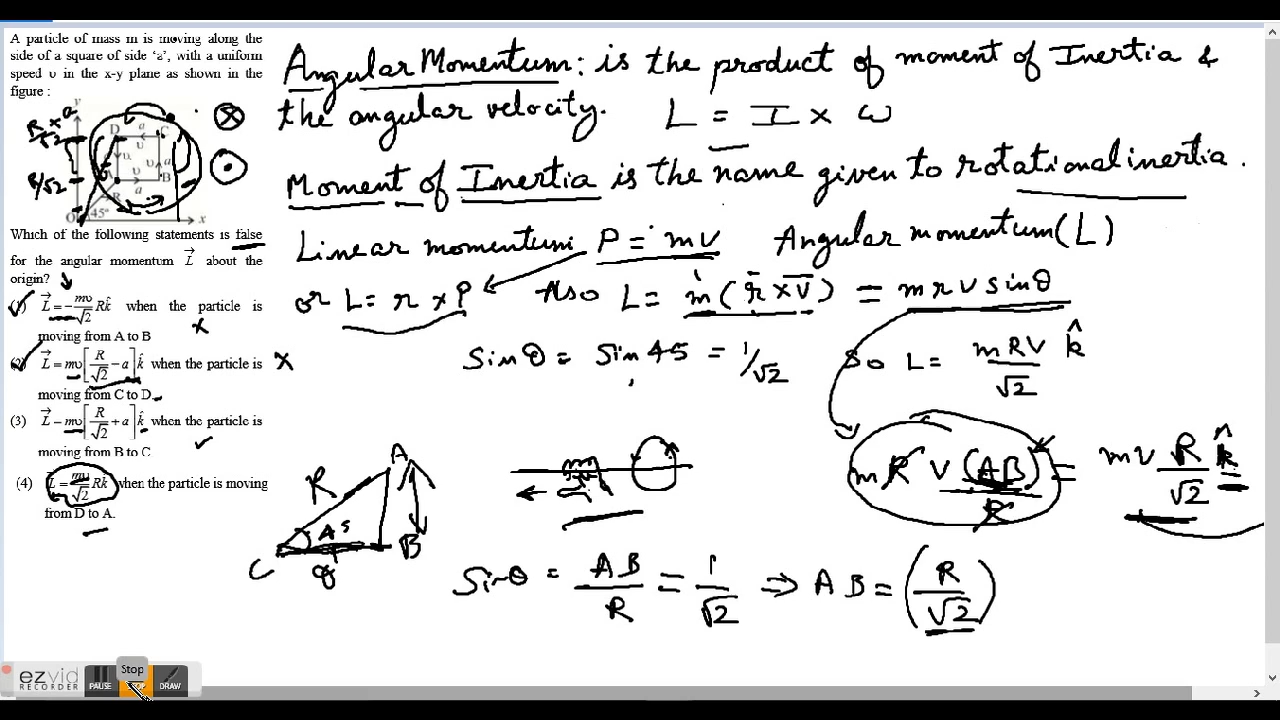 A particle of mass m is moving along the
side of a square of side 'a', with a uniform
speed υ in the x-y plane as shown in the
figure :
R/√2 + a
R/√2
y
D a C
υ
υ υ a
A υ B
a
R
O 45° x
Which of the following statements is false
for the angular momentum L⃗ about the
origin?
(1) L⃗ = -mυ/√2 Rk̂ when the particle is
moving from A to B
(2) L⃗ = mυ[R/√2 - a]k̂ when the particle is
moving from C to D.
(3) L⃗ = mυ[R/√2 + a]k̂ when the particle is
moving from B to C.
(4) L⃗ = mυ/√2 Rk̂ when the particle is moving
from D to A.
Angular Momentum: is the product of moment of Inertia &
the angular velocity. L = I x ω
Moment of Inertia is the name given to rotational inertia.
Linear momentum: P = mv Angular momentum(L)
or L = r x P Also L = m(r̄ x v̄) = mrvsinθ
Sinθ = Sin45 = 1/√2 So L = mRV/√2 k̂
A
R
45
C B
mRV(AB)/R = mv R/√2 k̂
Sinθ = AB/R = 1/√2 ⇒ AB = (R/√2)
Stop
ezvid
RECORDER
PAUSE
DRAW